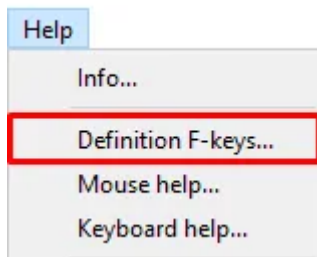 Help
Info...
Definition F-keys...
Mouse help...
Keyboard help...